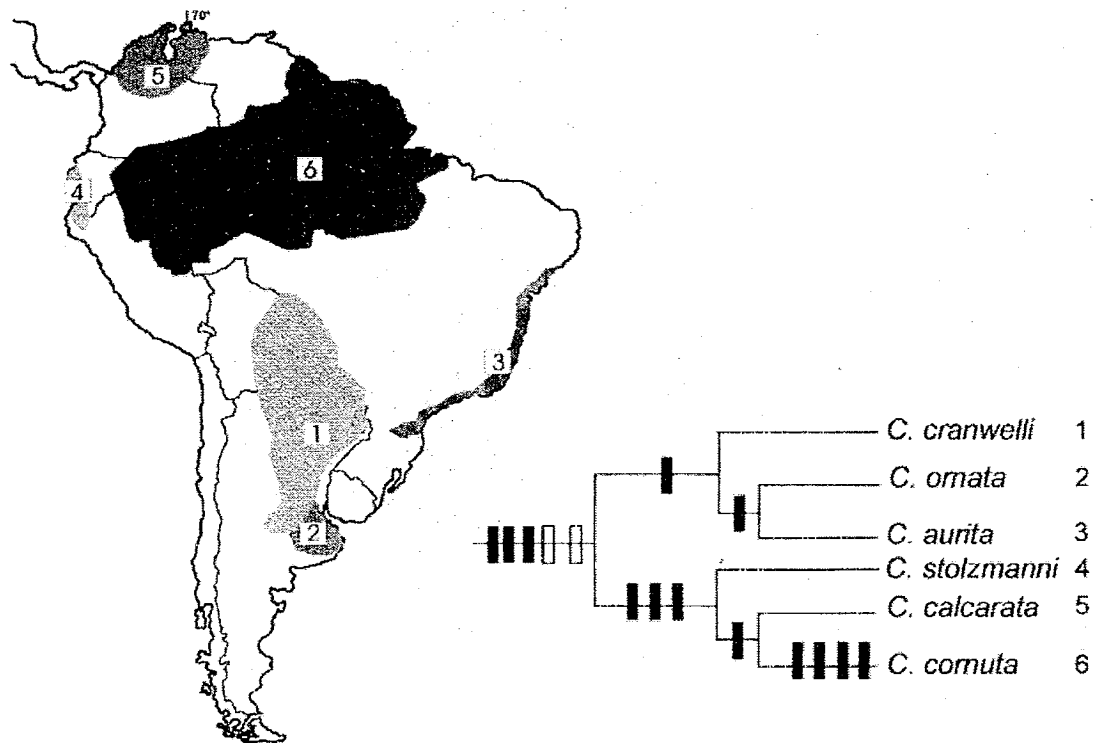 70°
5
6
4
3
1
2
C. cranwelli 1
C. ornata 2
C. aurita 3
C. stolzmanni 4
C. calcarata 5
C. cornuta 6